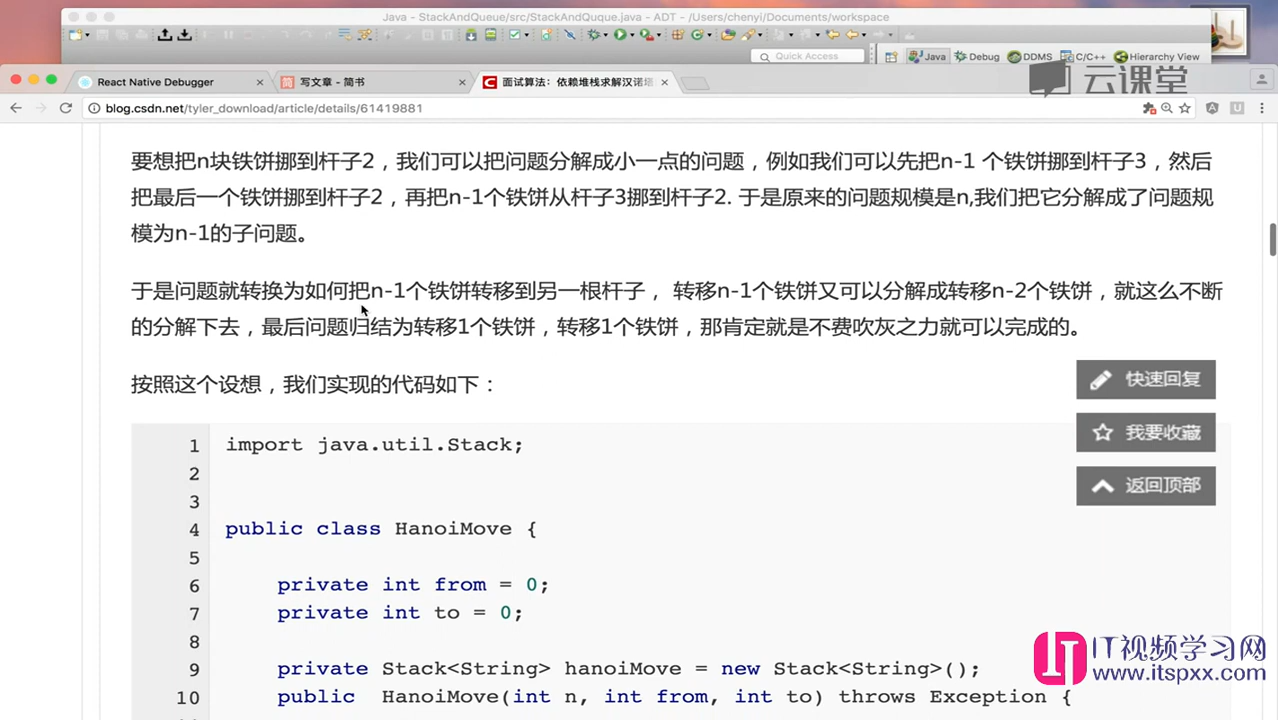 Java - StackAndQueue/src/StackAndQuque.java - ADT - /Users/chenyi/Documents/workspace
Quick Access
Java
Debug
DDMS
C/C++
Hierarchy View
云课堂
React Native Debugger
写文章 - 简书
面试算法：依赖堆栈求解汉诺塔
blog.csdn.net/tyler_download/article/details/61419881
要想把n块铁饼挪到杆子2，我们可以把问题分解成小一点的问题，例如我们可以先把n-1 个铁饼挪到杆子3，然后
把最后一个铁饼挪到杆子2，再把n-1个铁饼从杆子3挪到杆子2. 于是原来的问题规模是n,我们把它分解成了问题规
模为n-1的子问题。
于是问题就转换为如何把n-1个铁饼转移到另一根杆子， 转移n-1个铁饼又可以分解成转移n-2个铁饼，就这么不断
的分解下去，最后问题归结为转移1个铁饼，转移1个铁饼，那肯定就是不费吹灰之力就可以完成的。
按照这个设想，我们实现的代码如下：
快速回复
我要收藏
返回顶部
1 import java.util.Stack;
2
3
4 public class HanoiMove {
5
6 private int from = 0;
7 private int to = 0;
8
9 private Stack<String> hanoiMove = new Stack<String>();
10 public HanoiMove(int n, int from, int to) throws Exception {
IT视频学习网
www.itspxx.com